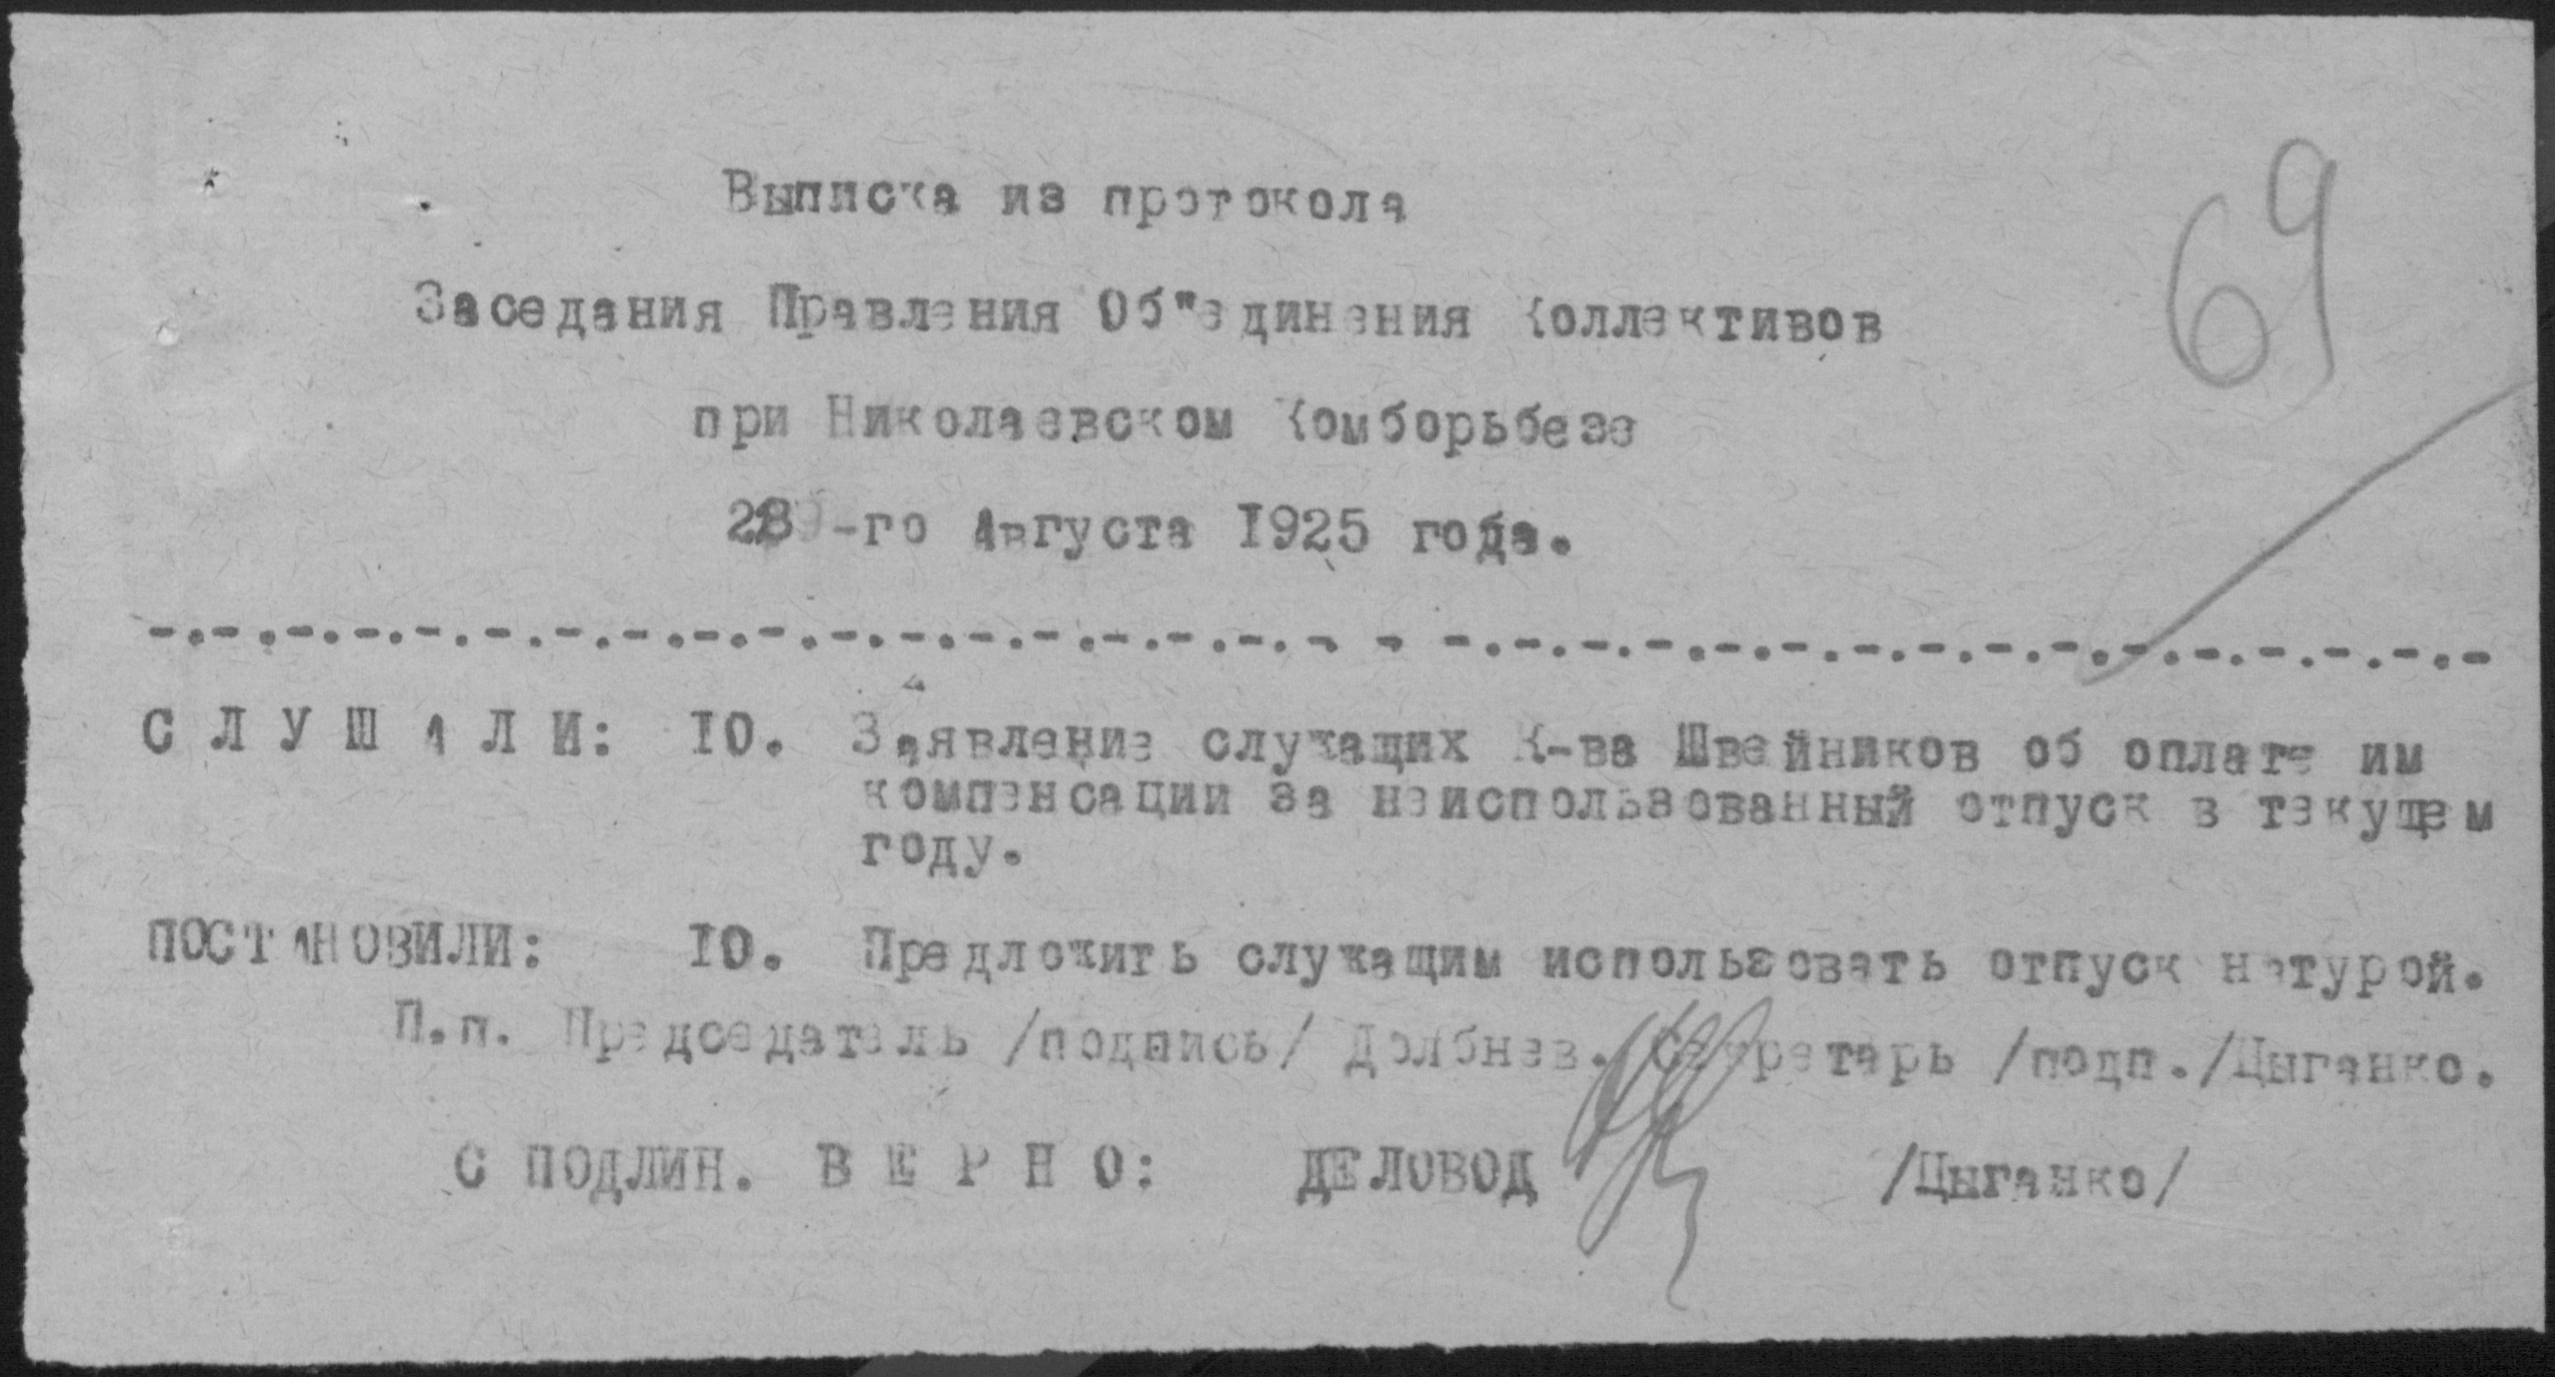 69
Выписка из протокола
Заседания Правления Об"единения Коллективов
при Николаевском Комборьбезе
28-го Августа 1925 года.
-.-.-.-.-.-.-.-.-.-.-.-.-.-.-.-.-.- - -.-.-.-.-.-.-.-.-.-.-.-.-.-.-.-
С Л У Ш А Л И: 10. Заявление служащих К-ва Швейников об оплате им
компенсации за неиспользованный отпуск в текущем
году.
ПОСТАНОВИЛИ: 10. Предложить служащим использовать отпуск натурой.
П.п. Председатель /подпись/ Долбнев. Секретарь /подп./Цыганко.
С ПОДЛИН. В Е Р Н О: ДЕЛОВОД /Цыганко/